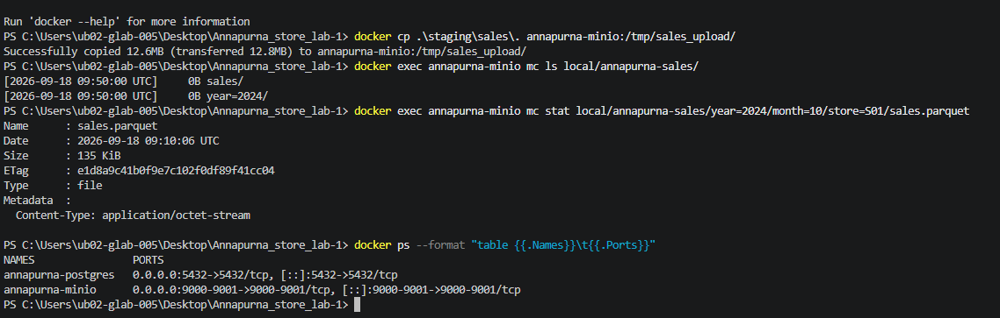 Run 'docker --help' for more information
PS C:\Users\ub02-glab-005\Desktop\Annapurna_store_lab-1> docker cp .\staging\sales\. annapurna-minio:/tmp/sales_upload/
Successfully copied 12.6MB (transferred 12.8MB) to annapurna-minio:/tmp/sales_upload/
PS C:\Users\ub02-glab-005\Desktop\Annapurna_store_lab-1> docker exec annapurna-minio mc ls local/annapurna-sales/
[2026-09-18 09:50:00 UTC]     0B sales/
[2026-09-18 09:50:00 UTC]     0B year=2024/
PS C:\Users\ub02-glab-005\Desktop\Annapurna_store_lab-1> docker exec annapurna-minio mc stat local/annapurna-sales/year=2024/month=10/store=S01/sales.parquet
Name      : sales.parquet
Date      : 2026-09-18 09:10:06 UTC
Size      : 135 KiB
ETag      : e1d8a9c41b0f9e7c102f0df89f41cc04
Type      : file
Metadata  :
  Content-Type: application/octet-stream
PS C:\Users\ub02-glab-005\Desktop\Annapurna_store_lab-1> docker ps --format "table {{.Names}}\t{{.Ports}}"
NAMES                PORTS
annapurna-postgres   0.0.0.0:5432->5432/tcp, [::]:5432->5432/tcp
annapurna-minio      0.0.0.0:9000-9001->9000-9001/tcp, [::]:9000-9001->9000-9001/tcp
PS C:\Users\ub02-glab-005\Desktop\Annapurna_store_lab-1>